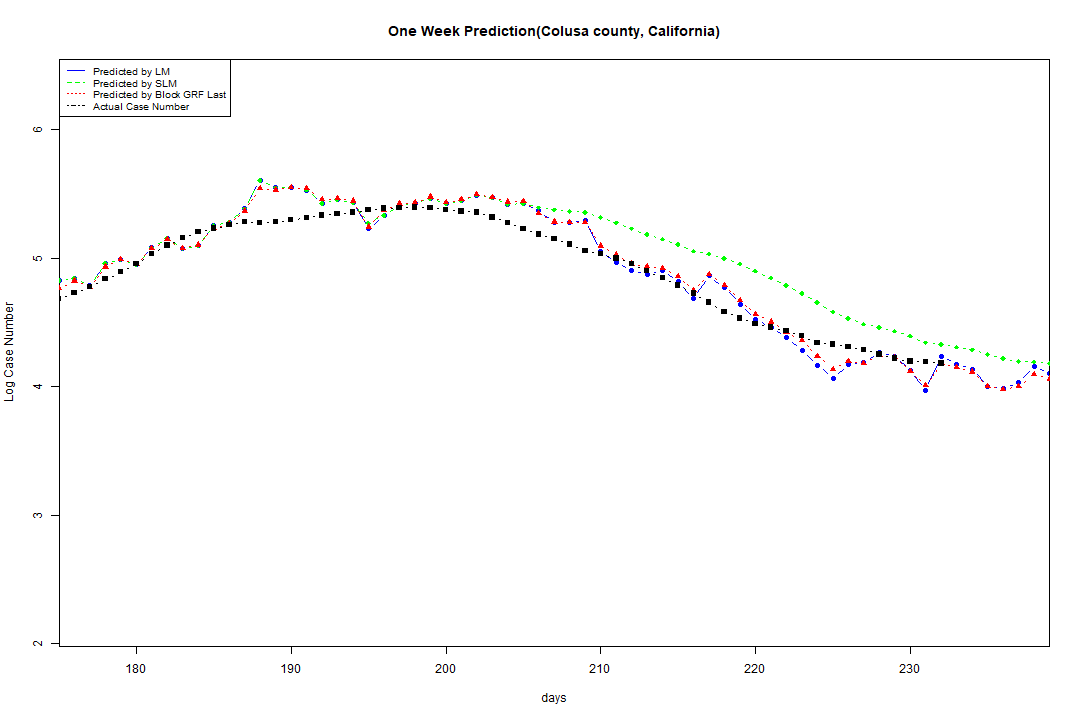 One Week Prediction(Colusa county, California)
Predicted by LM
Predicted by SLM
Predicted by Block GRF Last
Actual Case Number
6
5
4
3
2
Log Case Number
180 190 200 210 220 230
days